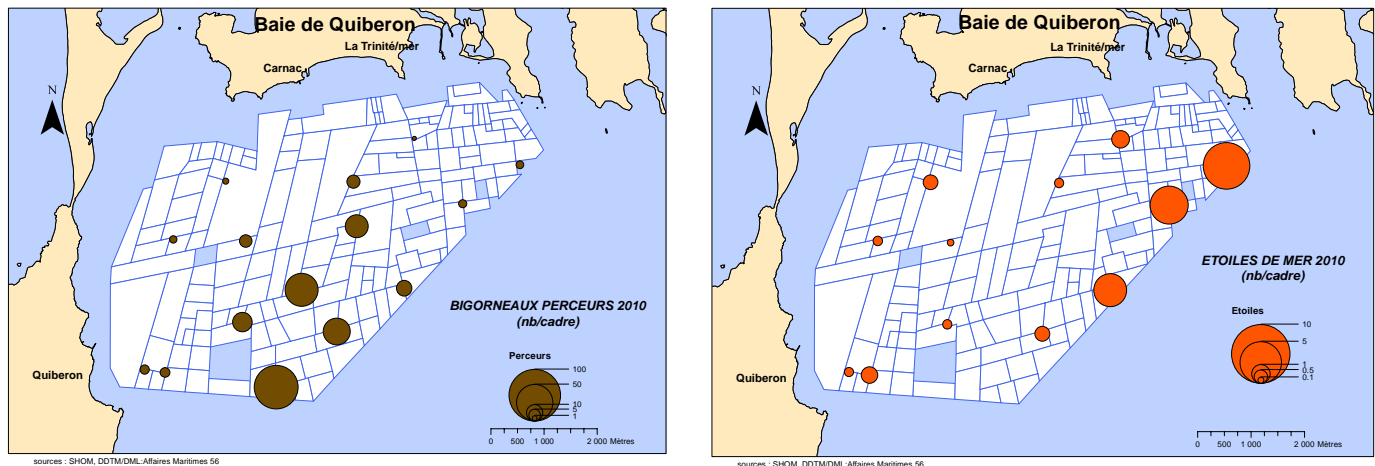 Baie de Quiberon
La Trinité/mer
Carnac
N
BIGORNEAUX PERCEURS 2010
(nb/cadre)
Perceurs
100
50
10
5
1
Quiberon
0 500 1 000 2 000 Mètres
sources : SHOM, DDTM/DML:Affaires Maritimes 56
Baie de Quiberon
La Trinité/mer
Carnac
N
ETOILES DE MER 2010
(nb/cadre)
Etoiles
10
5
1
0.5
0.1
Quiberon
0 500 1 000 2 000 Mètres
sources : SHOM, DDTM/DML:Affaires Maritimes 56